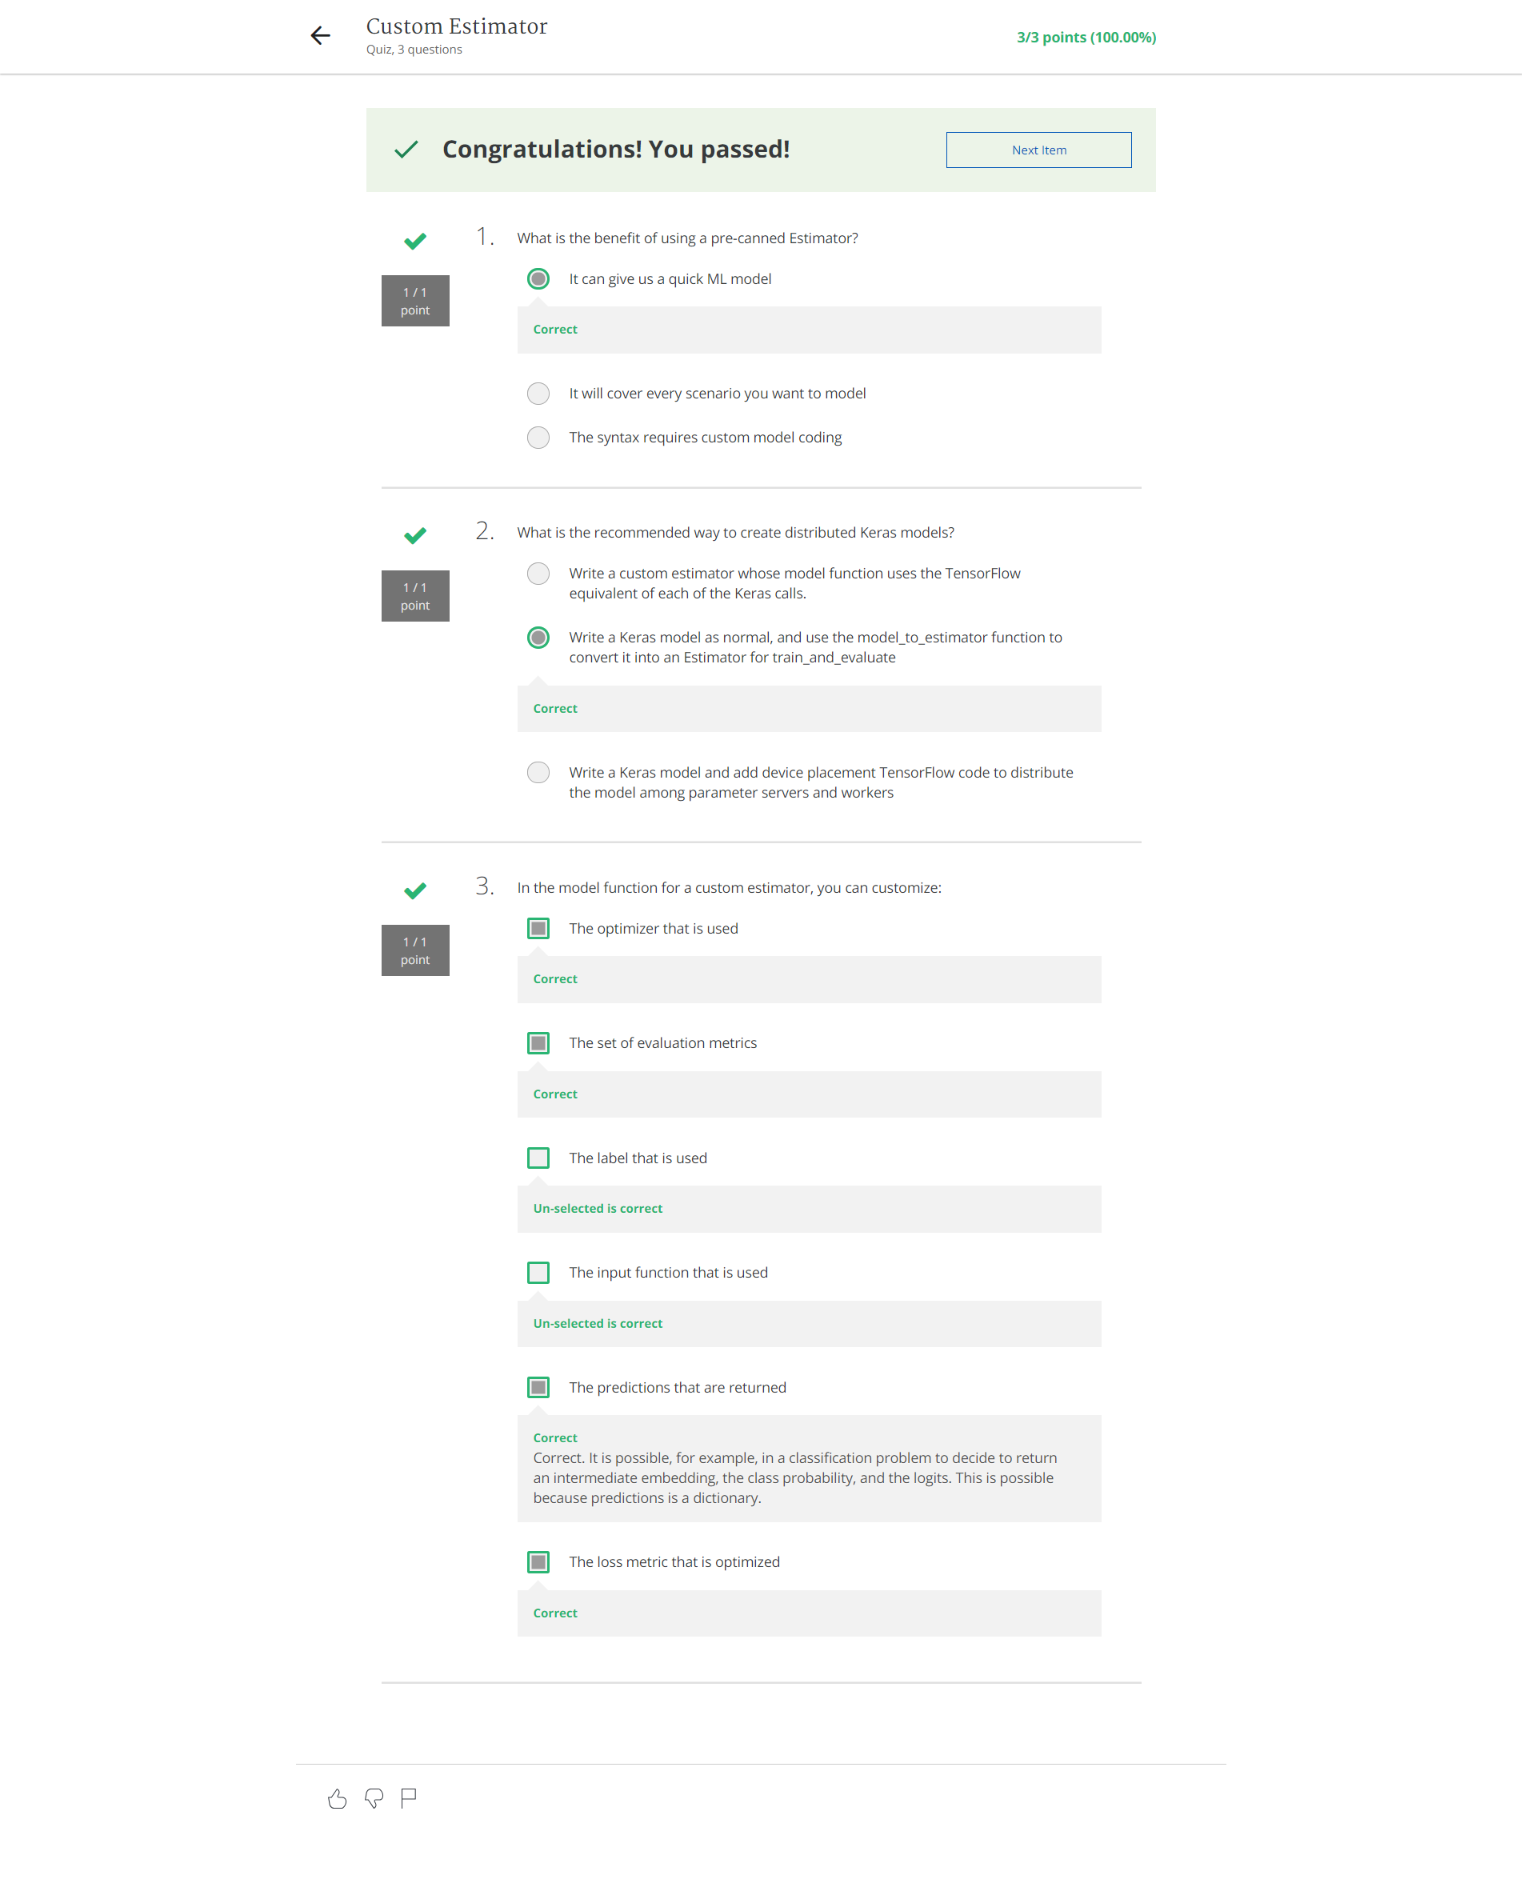 Custom Estimator
Quiz, 3 questions
3/3 points (100.00%)
Congratulations! You passed!
Next Item
1.
What is the benefit of using a pre-canned Estimator?
1 / 1
point
It can give us a quick ML model
Correct
It will cover every scenario you want to model
The syntax requires custom model coding
2.
What is the recommended way to create distributed Keras models?
1 / 1
point
Write a custom estimator whose model function uses the TensorFlow
equivalent of each of the Keras calls.
Write a Keras model as normal, and use the model_to_estimator function to
convert it into an Estimator for train_and_evaluate
Correct
Write a Keras model and add device placement TensorFlow code to distribute
the model among parameter servers and workers
3.
In the model function for a custom estimator, you can customize:
1 / 1
point
The optimizer that is used
Correct
The set of evaluation metrics
Correct
The label that is used
Un-selected is correct
The input function that is used
Un-selected is correct
The predictions that are returned
Correct
Correct. It is possible, for example, in a classification problem to decide to return
an intermediate embedding, the class probability, and the logits. This is possible
because predictions is a dictionary.
The loss metric that is optimized
Correct